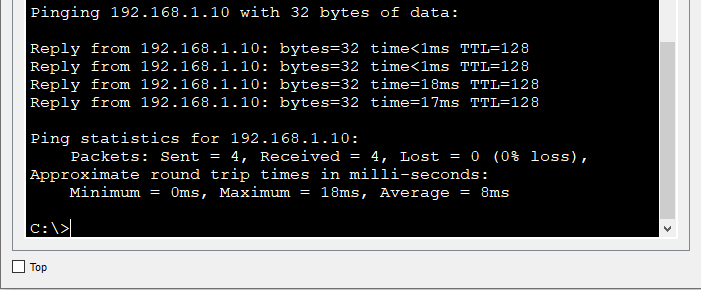 Pinging 192.168.1.10 with 32 bytes of data:
Reply from 192.168.1.10: bytes=32 time<1ms TTL=128
Reply from 192.168.1.10: bytes=32 time<1ms TTL=128
Reply from 192.168.1.10: bytes=32 time=18ms TTL=128
Reply from 192.168.1.10: bytes=32 time=17ms TTL=128
Ping statistics for 192.168.1.10:
Packets: Sent = 4, Received = 4, Lost = 0 (0% loss),
Approximate round trip times in milli-seconds:
Minimum = 0ms, Maximum = 18ms, Average = 8ms
C:\>
Top